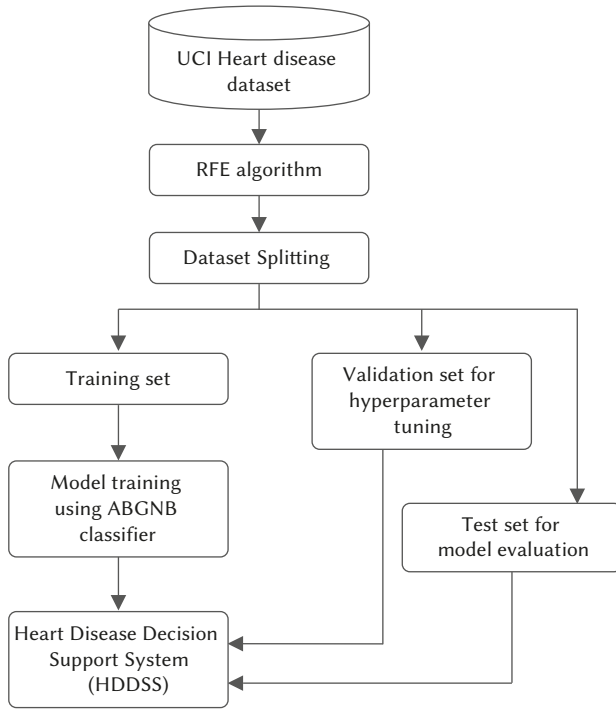 UCI Heart disease
dataset
RFE algorithm
Dataset Splitting
Training set
Validation set for
hyperparameter
tuning
Model training
using ABGNB
classifier
Test set for
model evaluation
Heart Disease Decision
Support System
(HDDSS)